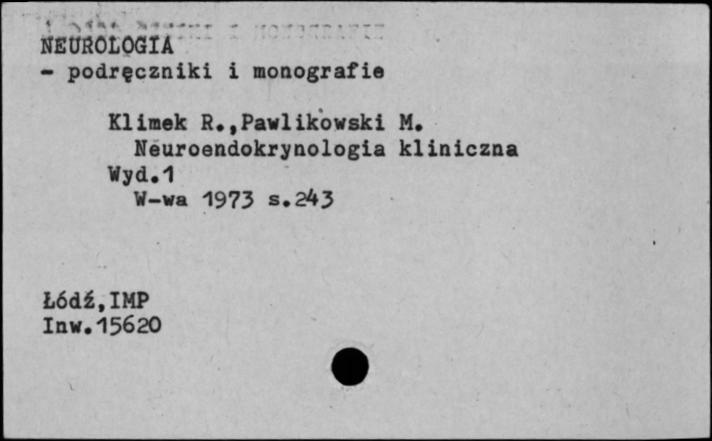 NEUROLOGIA
- podręczniki i monografie
Klimek R.,Pawlikowski M.
Neuroendokrynologia kliniczna
Wyd.1
W-wa 1973 s.243
Łódź,IMP
Inw.15620